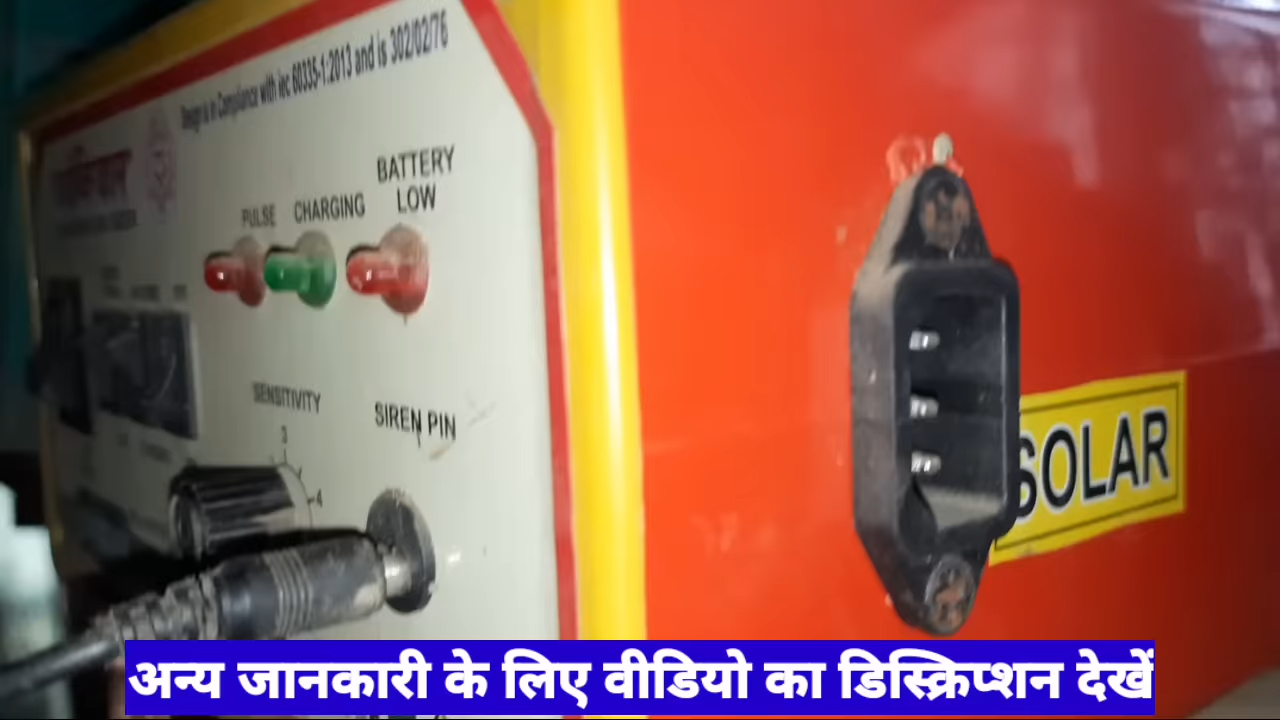 Design is in Compliance with iec 60335-1:2013 and is 302/02/76
PULSE
CHARGING
BATTERY
LOW
SENSITIVITY
3
4
SIREN PIN
SOLAR
अन्य जानकारी के लिए वीडियो का डिस्क्रिप्शन देखें